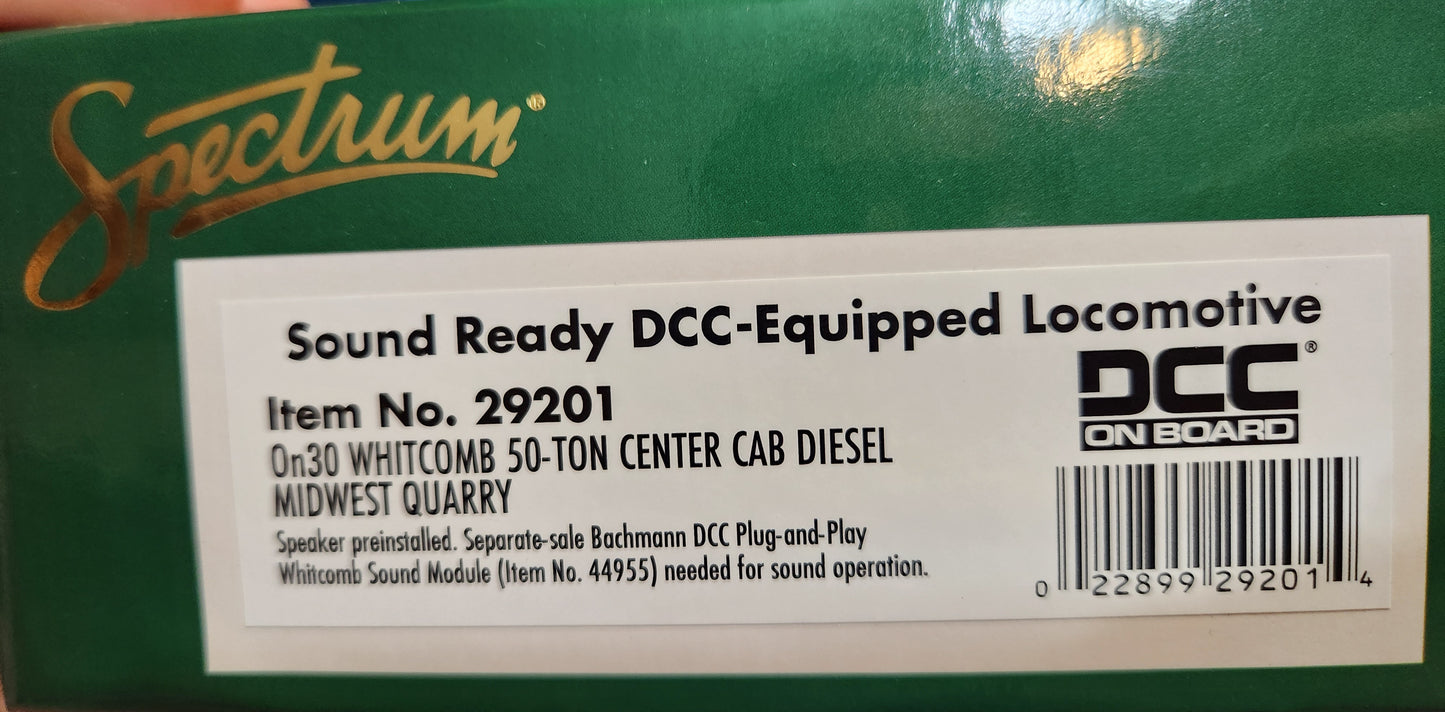 Spectrum®
Sound Ready DCC-Equipped Locomotive
Item No. 29201
On30 WHITCOMB 50-TON CENTER CAB DIESEL
MIDWEST QUARRY
Speaker preinstalled. Separate-sale Bachmann DCC Plug-and-Play
Whitcomb Sound Module (Item No. 44955) needed for sound operation.
DCC®
ON BOARD
0 22899 29201 4